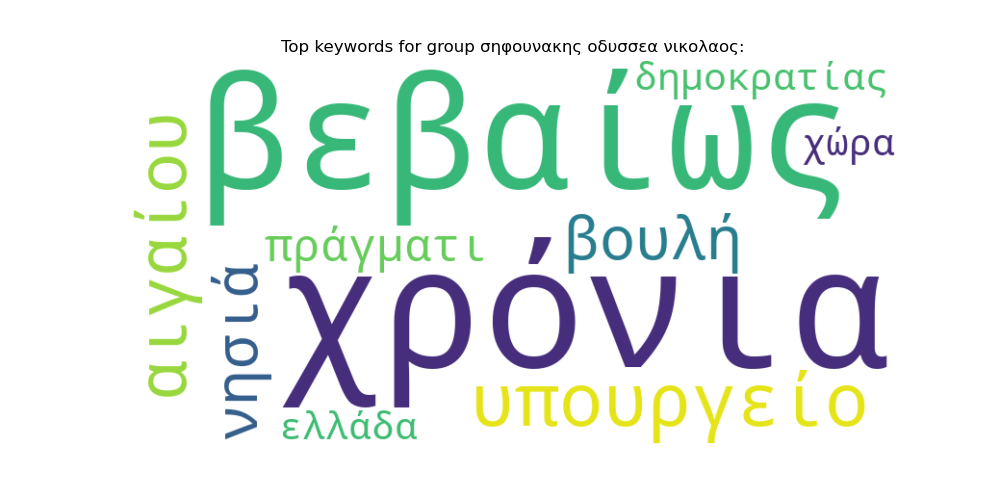 Top keywords for group σηφουνακης οδυσσεα νικολαος:
δημοκρατίας
βεβαίως
χώρα
αιγαίου
βουλή
πράγματι
νησιά
χρόνια
υπουργείο
ελλάδα